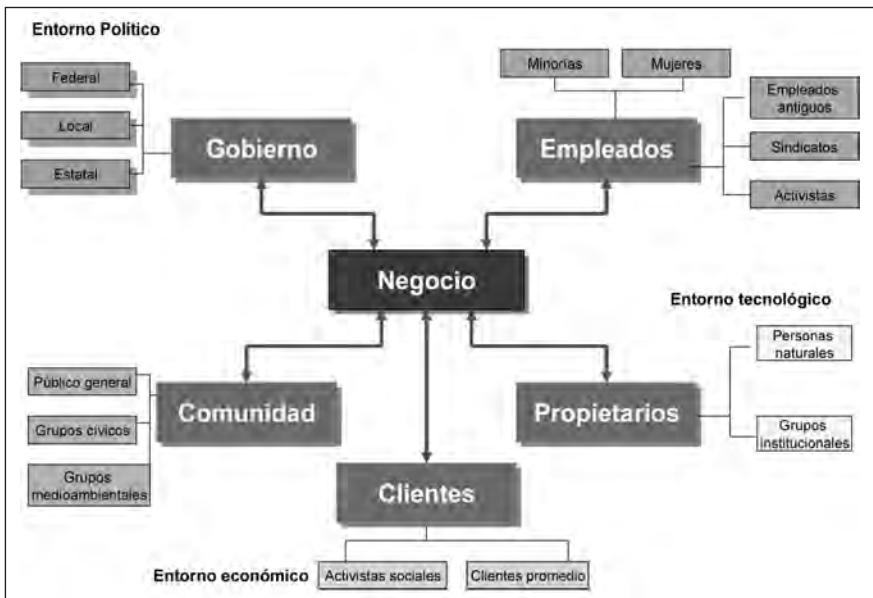 Entorno Político
Federal
Local
Estatal
Gobierno
Minorías
Mujeres
Empleados
Empleados
antiguos
Sindicatos
Activistas
Negocio
Entorno tecnológico
Personas
naturales
Grupos
institucionales
Propietarios
Público general
Grupos cívicos
Grupos
medioambientales
Comunidad
Clientes
Entorno económico
Activistas sociales
Clientes promedio